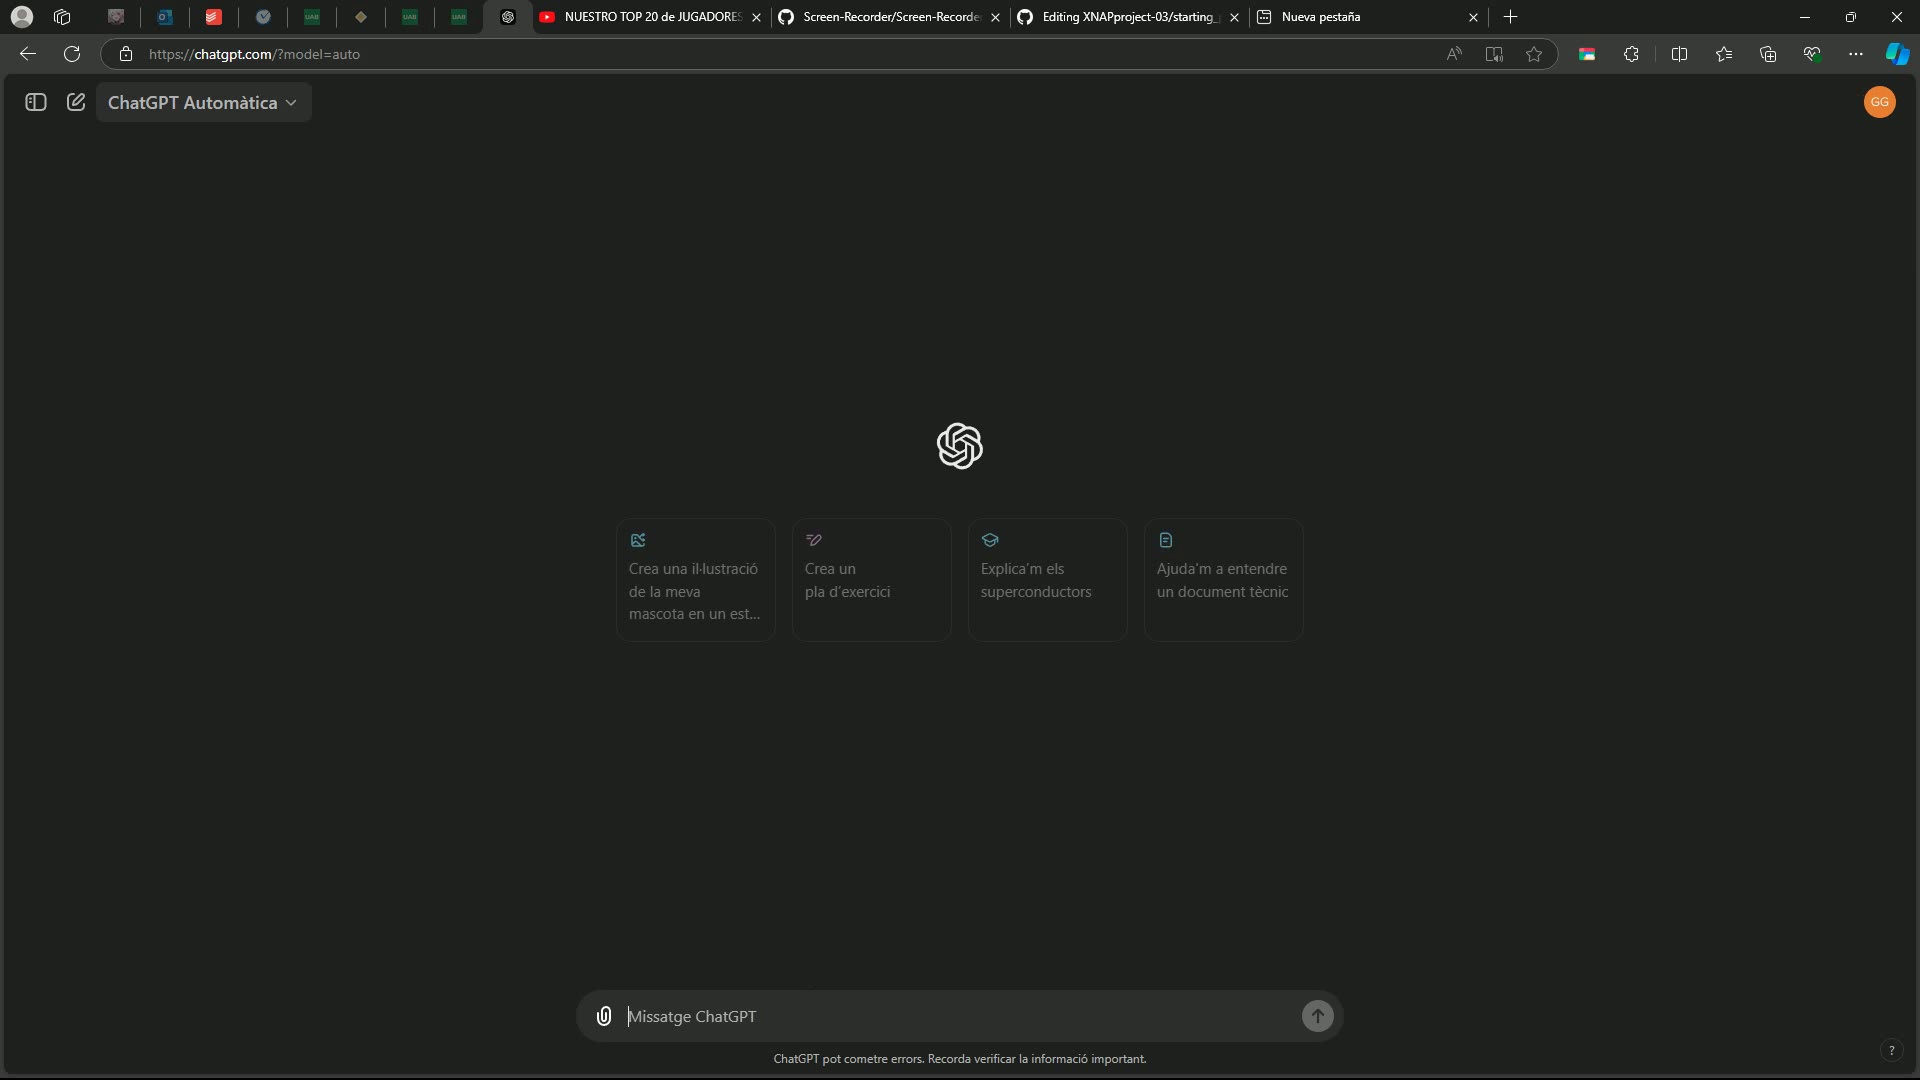 NUESTRO TOP 20 de JUGADORES
Screen-Recorder/Screen-Recorde
Editing XNAPproject-03/starting_
Nueva pestaña
https://chatgpt.com/?model=auto
ChatGPT Automàtica
GG
Crea una il·lustració
de la meva
mascota en un est...
Crea un
pla d'exercici
Explica'm els
superconductors
Ajuda'm a entendre
un document tècnic
Missatge ChatGPT
ChatGPT pot cometre errors. Recorda verificar la informació important.
?